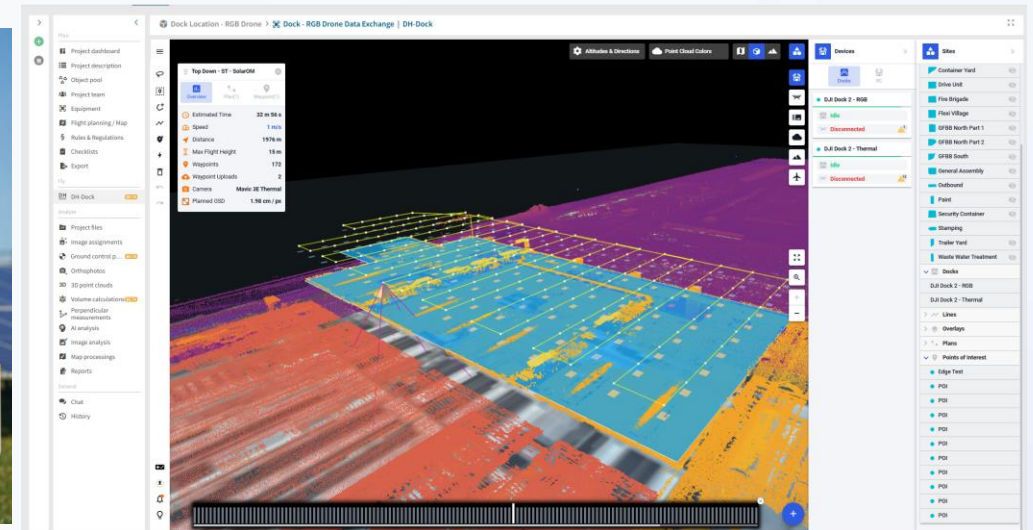 Dock Location - RGB Drone > Dock - RGB Drone Data Exchange | DH-Dock
Plan
Project dashboard
Project description
Object pool
Project team
Equipment
Flight planning / Map
Rules & Regulations
Checklists
Export
Fly
DH-Dock
Analyze
Project files
Image assignments
Ground control p...
Orthophotos
3D point clouds
Volume calculations
Perpendicular
measurements
AI analysis
Image analysis
Map processings
Reports
General
Chat
History
Top Down - ST - SolarOM
Overview
Estimated Time 32 m 56 s
Speed 1 m/s
Distance 1976 m
Max Flight Height 15 m
Waypoints 172
Waypoint Uploads 2
Camera Mavic 3E Thermal
Planned GSD 1.98 cm / px
Altitudes & Directions
Point Cloud Colors
Devices
Docks
RC
DJI Dock 2 - RGB
Idle
Disconnected
DJI Dock 2 - Thermal
Idle
Disconnected
Sites
Container Yard
Drive Unit
Fire Brigade
Flexi Village
GFBB North Part 1
GFBB North Part 2
GFBB South
General Assembly
Outbound
Paint
Security Container
Stamping
Trailer Yard
Waste Water Treatment
Docks
DJI Dock 2 - RGB
DJI Dock 2 - Thermal
Lines
Overlays
Plans
Points of Interest
Edge Test
POI
POI
POI
POI
POI
POI
POI
POI
POI
POI